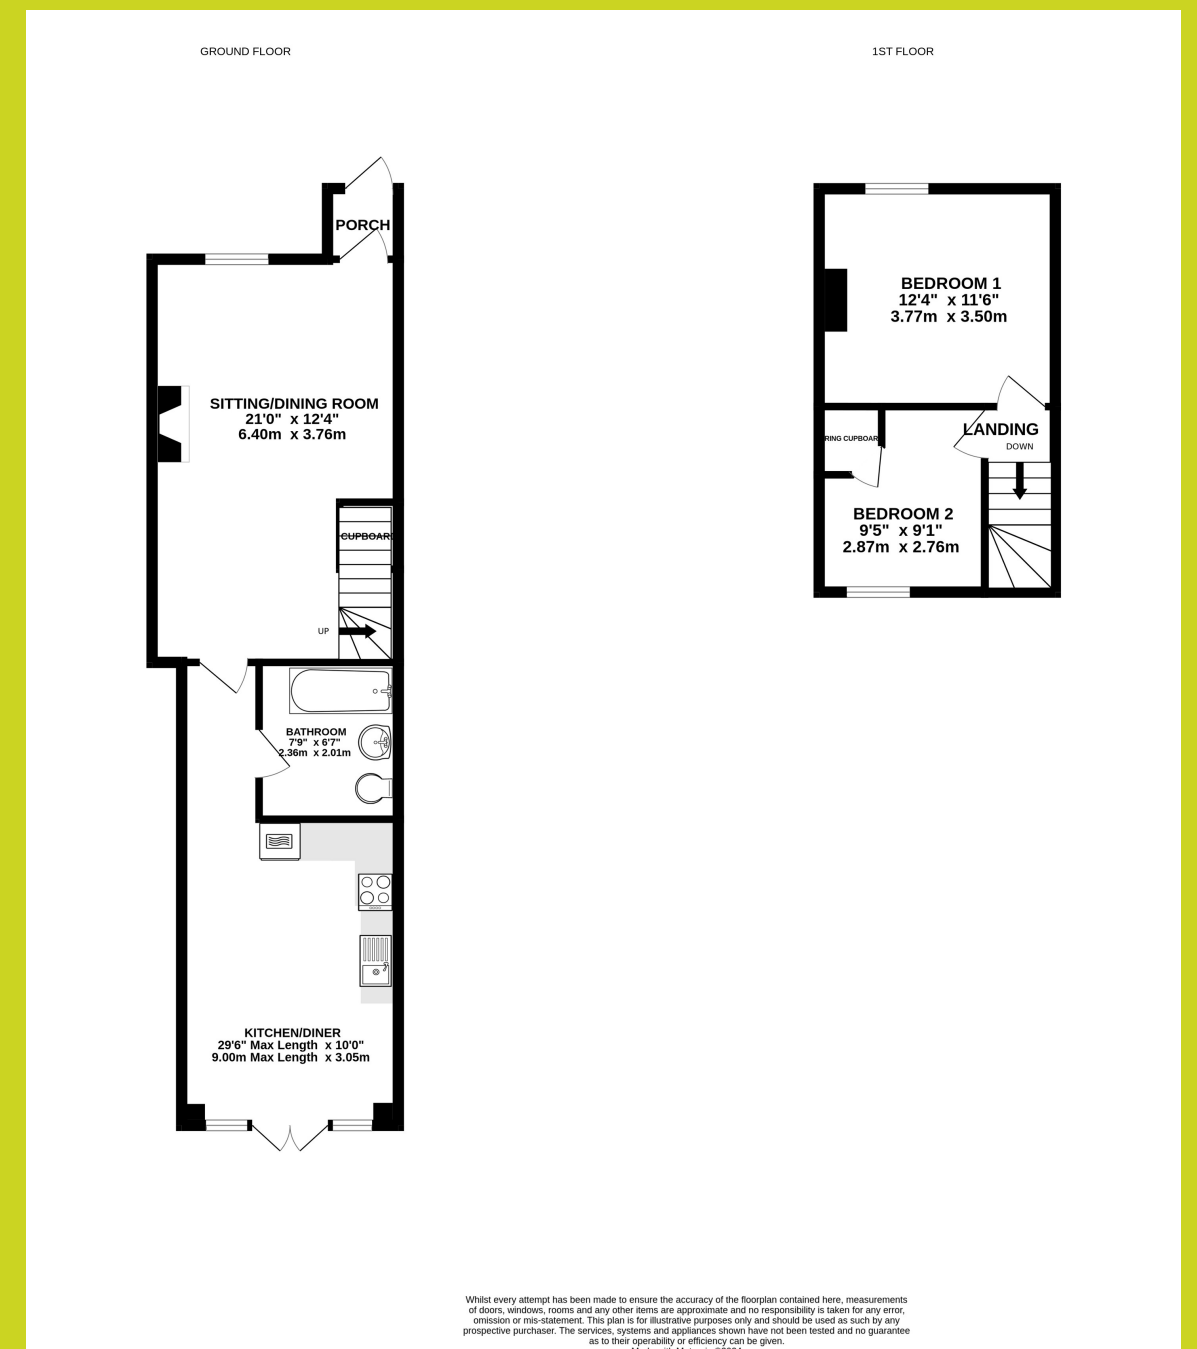 GROUND FLOOR
1ST FLOOR
PORCH
SITTING/DINING ROOM
21'0" x 12'4"
6.40m x 3.76m
CUPBOARD
UP
BATHROOM
7'9" x 6'7"
2.36m x 2.01m
KITCHEN/DINER
29'6" Max Length x 10'0"
9.00m Max Length x 3.05m
BEDROOM 1
12'4" x 11'6"
3.77m x 3.50m
LANDING
DOWN
RING CUPBOAR
BEDROOM 2
9'5" x 9'1"
2.87m x 2.76m
Whilst every attempt has been made to ensure the accuracy of the floorplan contained here, measurements
of doors, windows, rooms and any other items are approximate and no responsibility is taken for any error,
omission or mis-statement. This plan is for illustrative purposes only and should be used as such by any
prospective purchaser. The services, systems and appliances shown have not been tested and no guarantee
as to their operability or efficiency can be given.